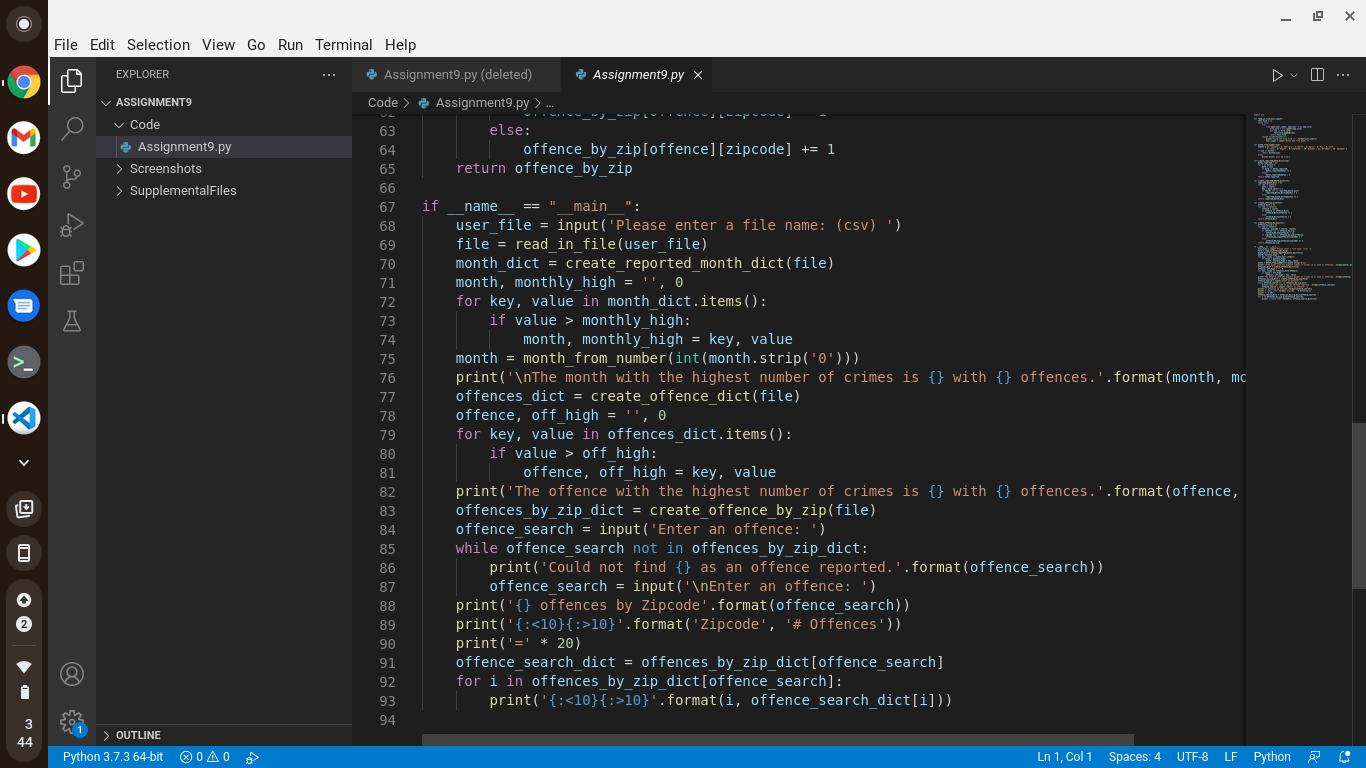 File Edit Selection View Go Run Terminal Help
EXPLORER
Assignment9.py (deleted)
Assignment9.py
ASSIGNMENT9
Code
Assignment9.py
Screenshots
SupplementalFiles
Code > Assignment9.py > ...
63 else:
64 offence_by_zip[offence][zipcode] += 1
65 return offence_by_zip
66
67 if __name__ == "__main__":
68 user_file = input('Please enter a file name: (csv) ')
69 file = read_in_file(user_file)
70 month_dict = create_reported_month_dict(file)
71 month, monthly_high = '', 0
72 for key, value in month_dict.items():
73 if value > monthly_high:
74 month, monthly_high = key, value
75 month = month_from_number(int(month.strip('0')))
76 print('\nThe month with the highest number of crimes is {} with {} offences.'.format(month, mo
77 offences_dict = create_offence_dict(file)
78 offence, off_high = '', 0
79 for key, value in offences_dict.items():
80 if value > off_high:
81 offence, off_high = key, value
82 print('The offence with the highest number of crimes is {} with {} offences.'.format(offence,
83 offences_by_zip_dict = create_offence_by_zip(file)
84 offence_search = input('Enter an offence: ')
85 while offence_search not in offences_by_zip_dict:
86 print('Could not find {} as an offence reported.'.format(offence_search))
87 offence_search = input('\nEnter an offence: ')
88 print('{} offences by Zipcode'.format(offence_search))
89 print('{:<10}{:>10}'.format('Zipcode', '# Offences'))
90 print('=' * 20)
91 offence_search_dict = offences_by_zip_dict[offence_search]
92 for i in offences_by_zip_dict[offence_search]:
93 print('{:<10}{:>10}'.format(i, offence_search_dict[i]))
94
OUTLINE
2
3
44
1
Python 3.7.3 64-bit 0 0 Ln 1, Col 1 Spaces: 4 UTF-8 LF Python